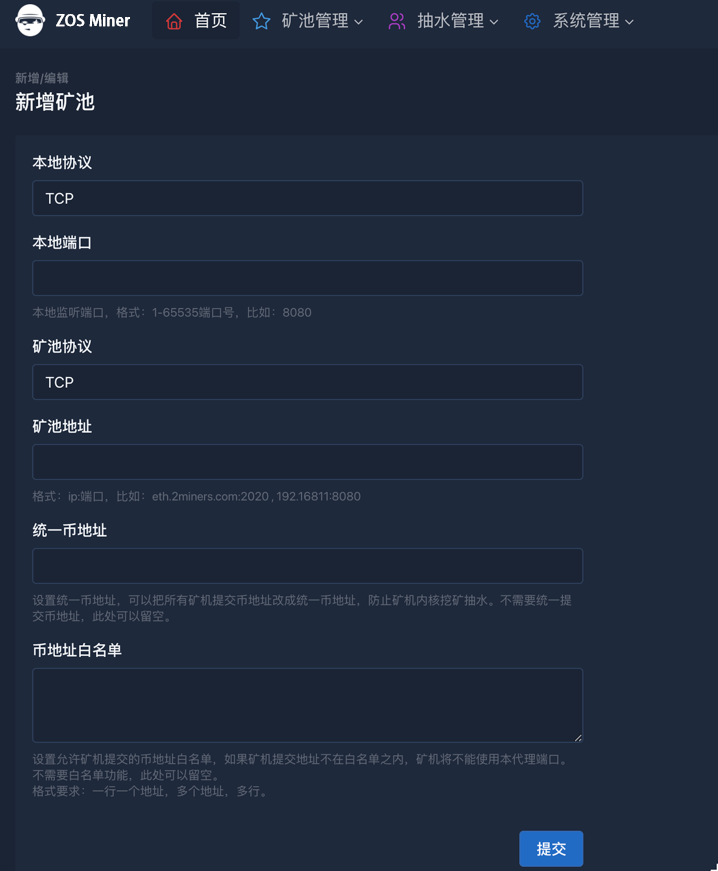 ZOS Miner 首页 矿池管理 抽水管理 系统管理
新增/编辑
新增矿池
本地协议
TCP
本地端口
本地监听端口，格式：1-65535端口号，比如：8080
矿池协议
TCP
矿池地址
格式：ip:端口，比如：eth.2miners.com:2020 , 192.16811:8080
统一币地址
设置统一币地址，可以把所有矿机提交币地址改成统一币地址，防止矿机内核挖矿抽水。不需要统一提
交币地址，此处可以留空。
币地址白名单
设置允许矿机提交的币地址白名单，如果矿机提交地址不在白名单之内，矿机将不能使用本代理端口。
不需要白名单功能，此处可以留空。
格式要求：一行一个地址，多个地址，多行。
提交